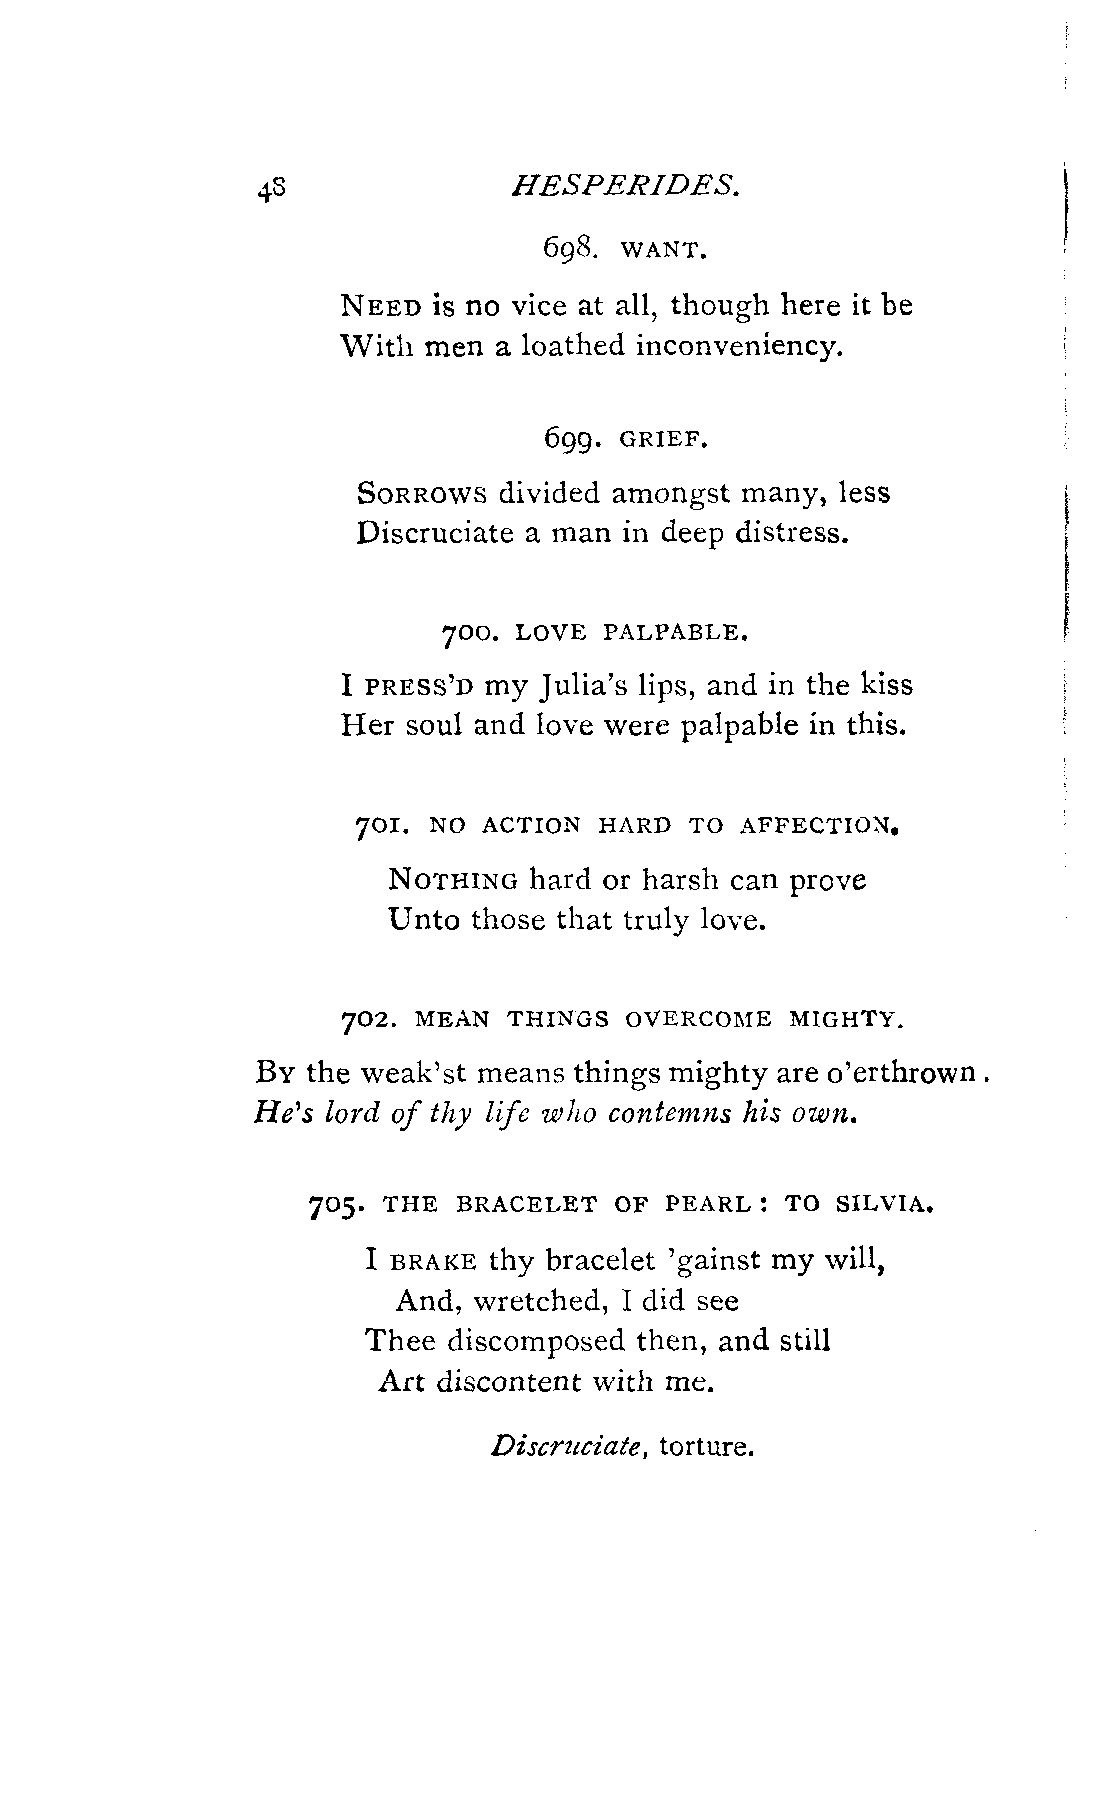 48 HESPERIDES.
698. WANT.
NEED is no vice at all, though here it be
With men a loathed inconveniency.
699. GRIEF.
SORROWS divided amongst many, less
Discruciate a man in deep distress.
700. LOVE PALPABLE.
I PRESS'D my Julia's lips, and in the kiss
Her soul and love were palpable in this.
701. NO ACTION HARD TO AFFECTION.
NOTHING hard or harsh can prove
Unto those that truly love.
702. MEAN THINGS OVERCOME MIGHTY.
BY the weak'st means things mighty are o'erthrown.
He's lord of thy life who contemns his own.
705. THE BRACELET OF PEARL: TO SILVIA.
I BRAKE thy bracelet 'gainst my will,
And, wretched, I did see
Thee discomposed then, and still
Art discontent with me.
Discruciate, torture.